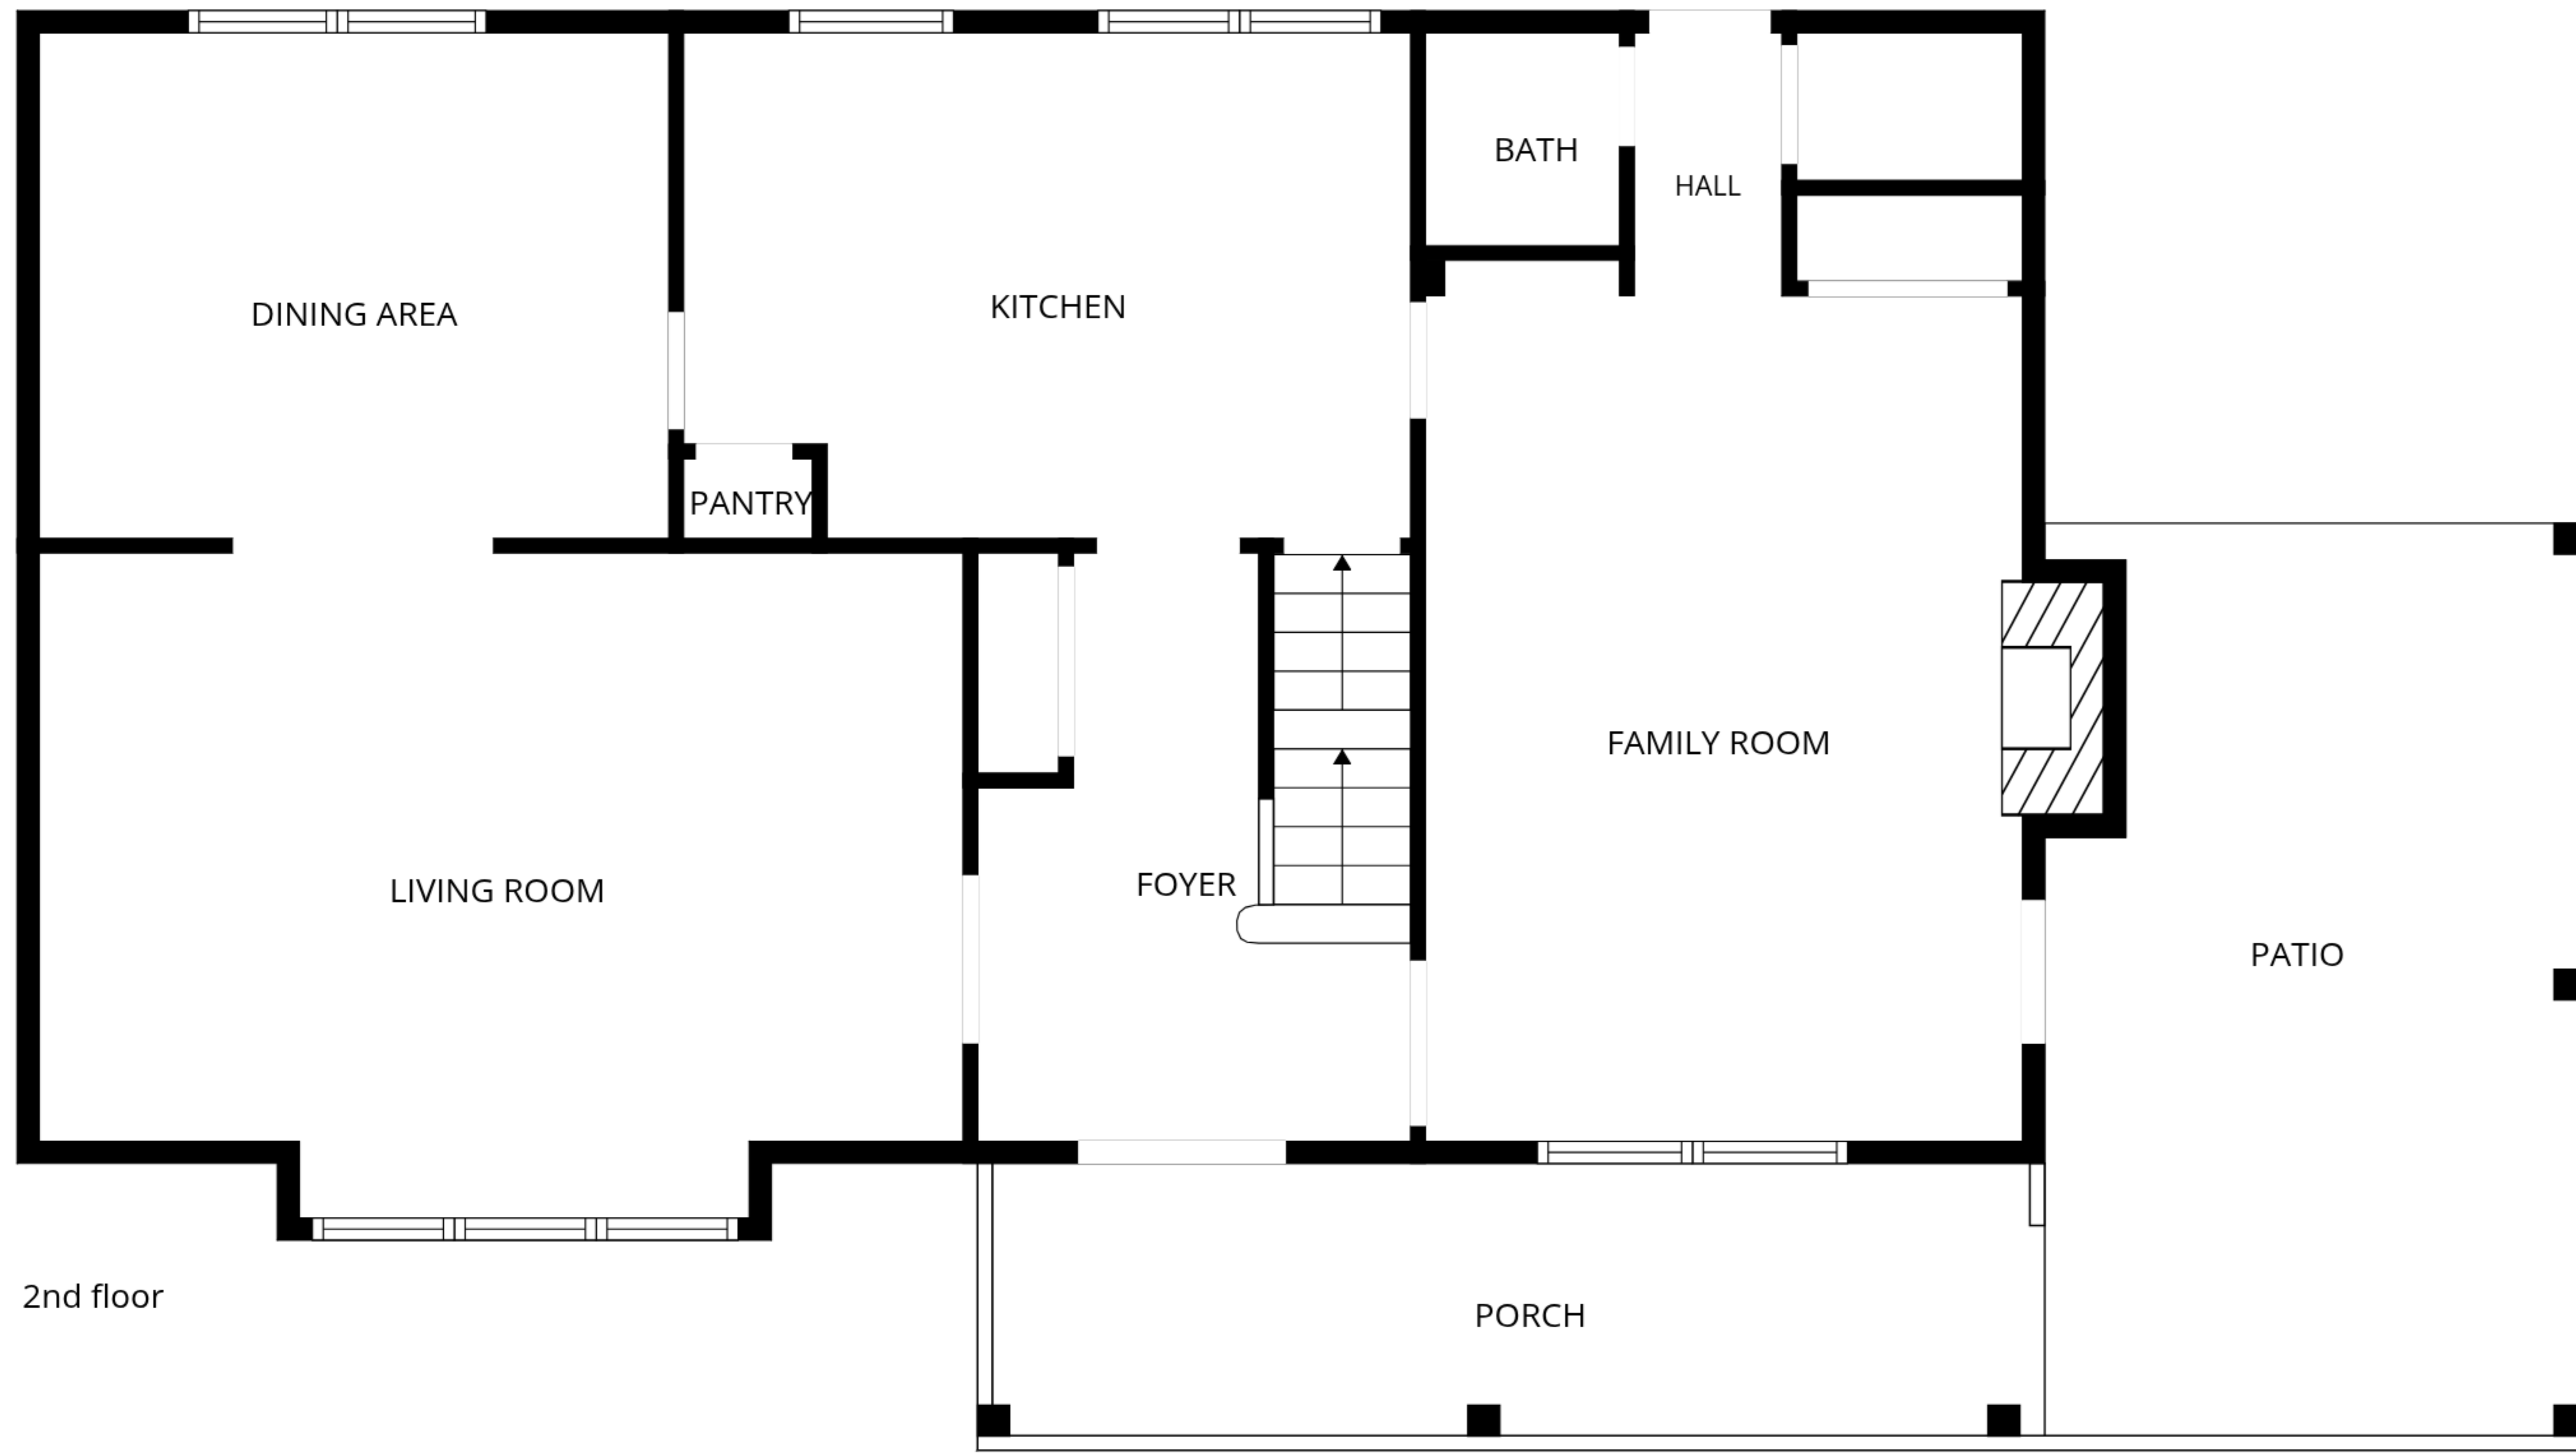 BATH
HALL
DINING AREA
KITCHEN
PANTRY
FAMILY ROOM
LIVING ROOM
FOYER
PATIO
2nd floor
PORCH